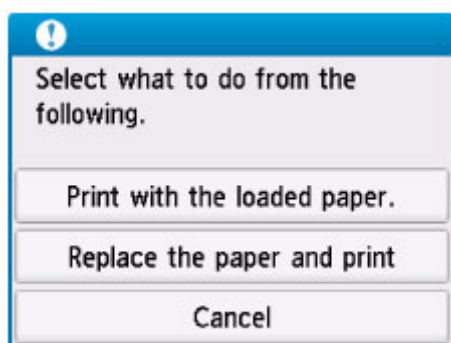 Select what to do from the
following.
Print with the loaded paper.
Replace the paper and print
Cancel